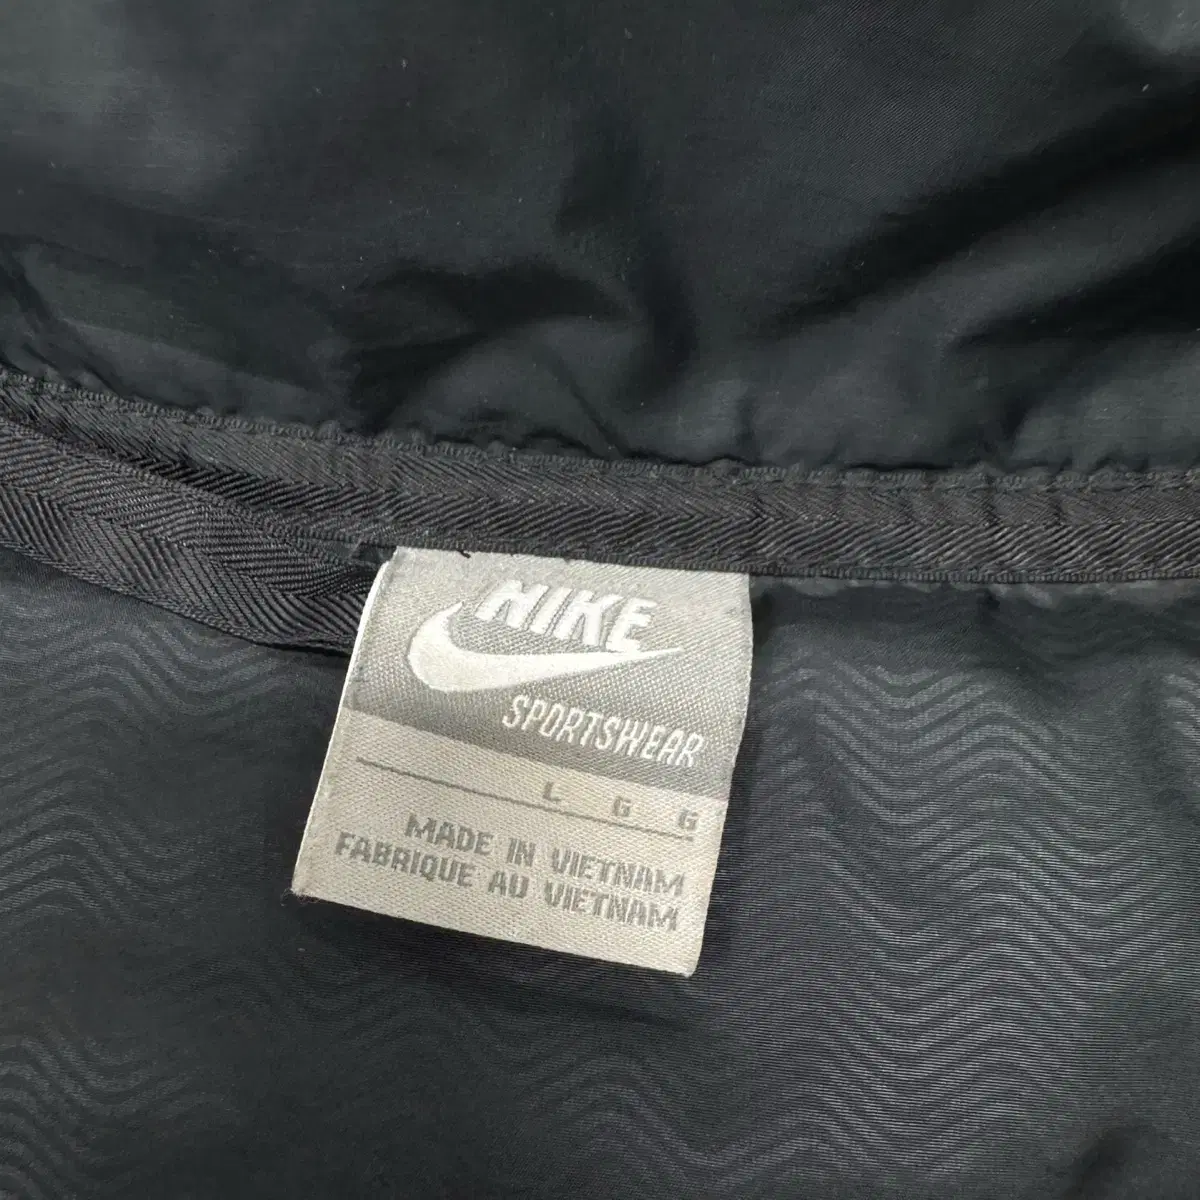 NIKE
SPORTSWEAR
L G G
MADE IN VIETNAM
FABRIQUE AU VIETNAM